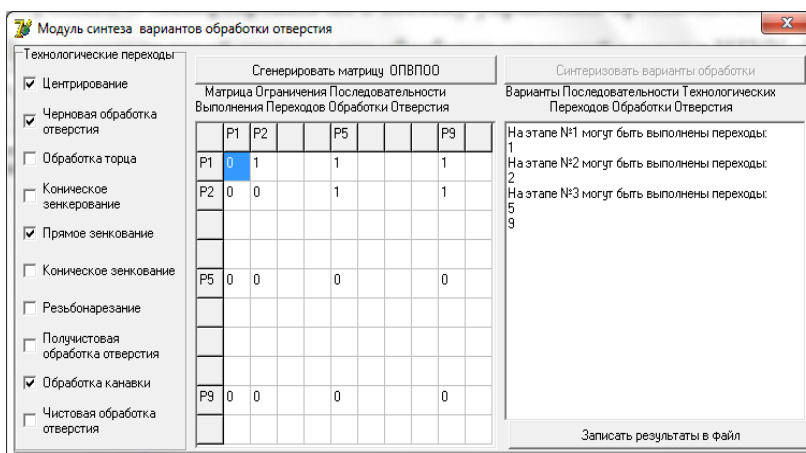 Модуль синтеза вариантов обработки отверстия
Технологические переходы
Центрирование
Черновая обработка
отверстия
Обработка торца
Коническое
зенкерование
Прямое зенкование
Коническое зенкование
Резьбонарезание
Получистовая
обработка отверстия
Обработка канавки
Чистовая обработка
отверстия
Сгенерировать матрицу ОПВПОО
Матрица Ограничения Последовательности
Выполнения Переходов Обработки Отверстия
P1 P2 P5 P9
P1 0 1 1 1
P2 0 0 1 1
P5 0 0 0 0
P9 0 0 0 0
Синтезировать варианты обработки
Варианты Последовательности Технологических
Переходов Обработки Отверстия
На этапе №1 могут быть выполнены переходы:
1
На этапе №2 могут быть выполнены переходы:
2
На этапе №3 могут быть выполнены переходы:
5
9
Записать результаты в файл